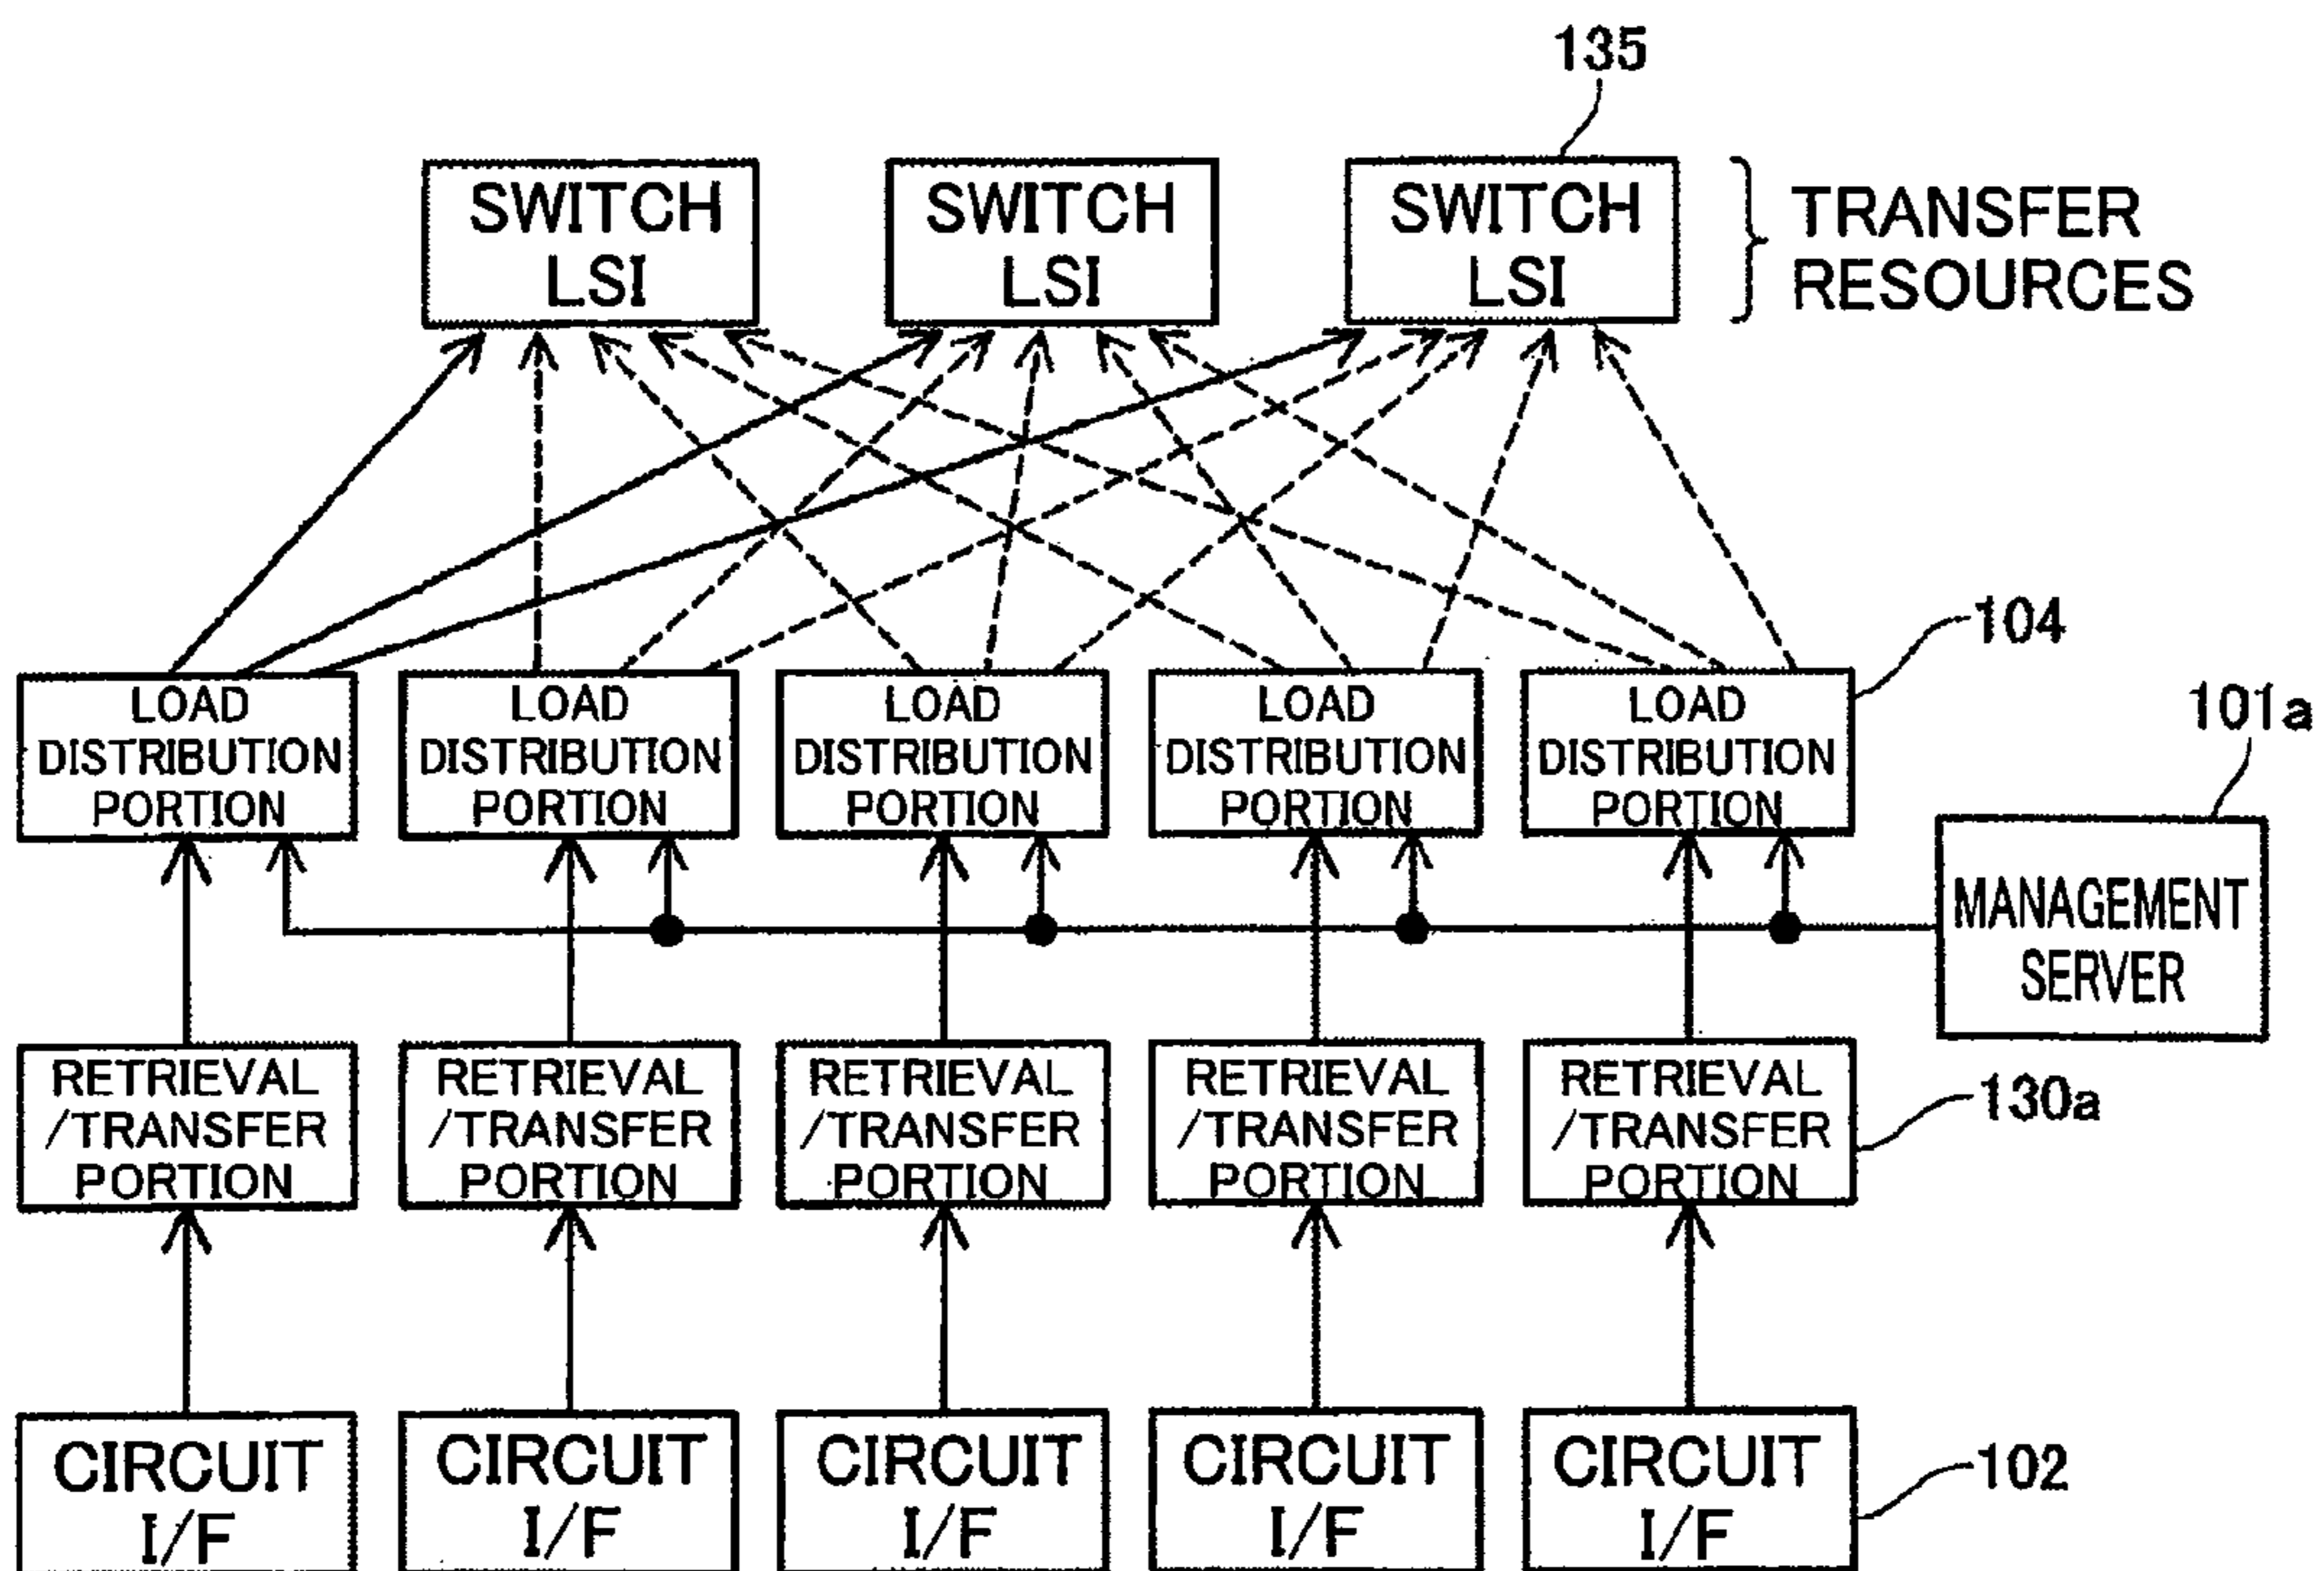 135
SWITCH
LSI
SWITCH
LSI
SWITCH
LSI
TRANSFER
RESOURCES
104
LOAD
DISTRIBUTION
PORTION
LOAD
DISTRIBUTION
PORTION
LOAD
DISTRIBUTION
PORTION
LOAD
DISTRIBUTION
PORTION
LOAD
DISTRIBUTION
PORTION
101a
MANAGEMENT
SERVER
RETRIEVAL
/TRANSFER
PORTION
RETRIEVAL
/TRANSFER
PORTION
RETRIEVAL
/TRANSFER
PORTION
RETRIEVAL
/TRANSFER
PORTION
RETRIEVAL
/TRANSFER
PORTION
130a
CIRCUIT
I/F
CIRCUIT
I/F
CIRCUIT
I/F
CIRCUIT
I/F
CIRCUIT
I/F
102